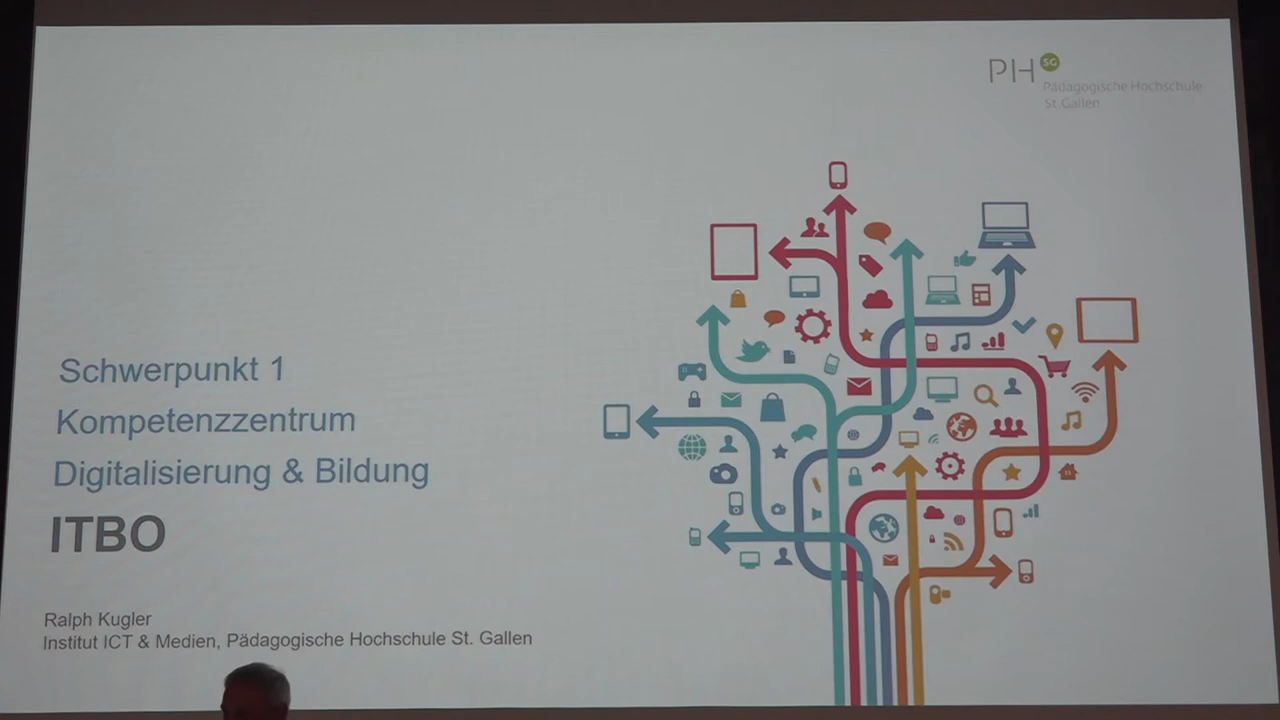 PH SG
Pädagogische Hochschule
St.Gallen
Schwerpunkt 1
Kompetenzzentrum
Digitalisierung & Bildung
ITBO
Ralph Kugler
Institut ICT & Medien, Pädagogische Hochschule St. Gallen